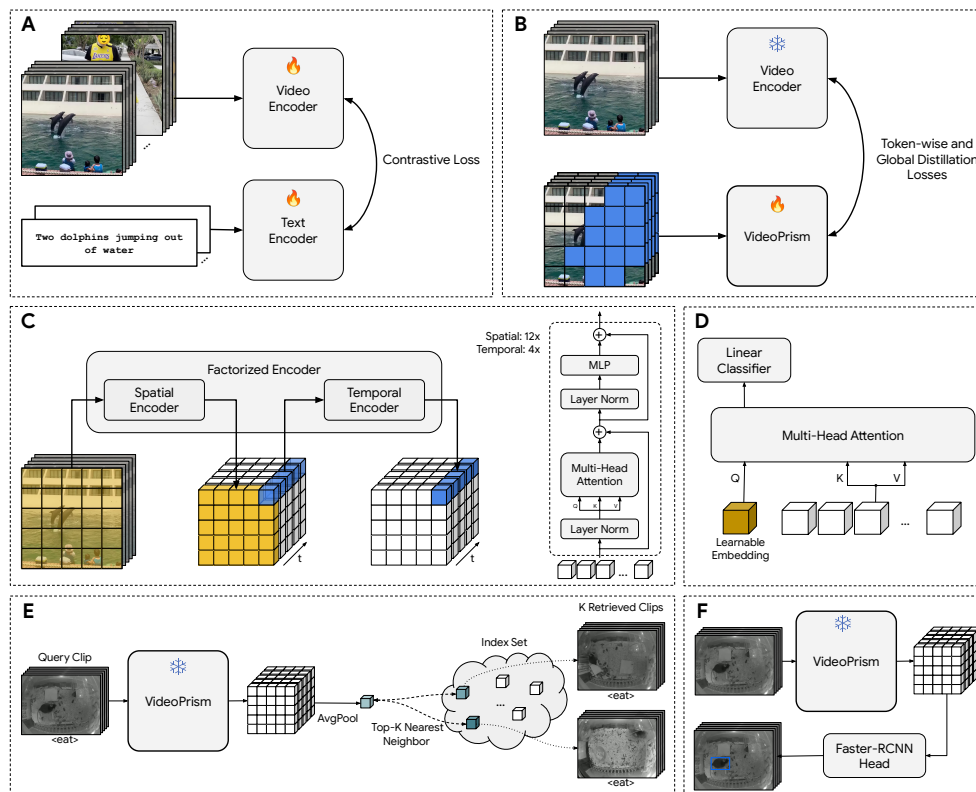 A
Video
Encoder
Contrastive Loss
...
Two dolphins jumping out
of water
...
Text
Encoder
B
Video
Encoder
Token-wise and
Global Distillation
Losses
VideoPrism
C
Factorized Encoder
Spatial
Encoder
Temporal
Encoder
t
t
Spatial: 12x
Temporal: 4x
+
MLP
Layer Norm
+
Multi-Head
Attention
Q K V
Layer Norm
...
D
Linear
Classifier
Multi-Head Attention
Q K V
...
Learnable
Embedding
E
Query Clip
<eat>
VideoPrism
AvgPool
Top-K Nearest
Neighbor
Index Set
...
K Retrieved Clips
<eat>
<eat>
F
VideoPrism
Faster-RCNN
Head